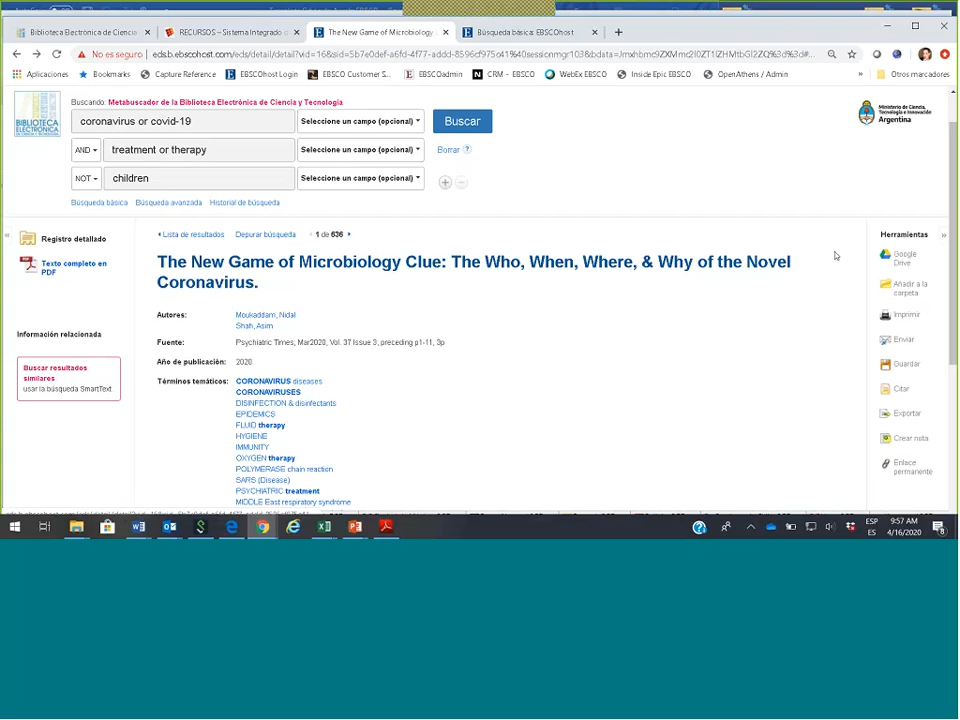 Biblioteca Electrónica de Ciencia
RECURSOS – Sistema Integrado d
The New Game of Microbiology
Búsqueda básica: EBSCOhost
No es seguro
Aplicaciones
Bookmarks
Capture Reference
EBSCOhost Login
EBSCO Customer S...
EBSCOadmin
CRM - EBSCO
WebEx EBSCO
Inside Epic EBSCO
OpenAthens / Admin
»
Otros marcadores
Buscando: Metabuscador de la Biblioteca Electrónica de Ciencia y Tecnología
BIBLIOTECA
ELECTRÓNICA
DE CIENCIA Y TECNOLOGÍA
Ministerio de Ciencia,
Tecnología e Innovación
Argentina
coronavirus or covid-19
Seleccione un campo (opcional)
Buscar
AND
treatment or therapy
Seleccione un campo (opcional)
Borrar ?
NOT
children
Seleccione un campo (opcional)
Búsqueda básica
Búsqueda avanzada
Historial de búsqueda
«
Registro detallado
Texto completo en
PDF
Información relacionada
Buscar resultados
similares
usar la búsqueda SmartText.
Lista de resultados
Depurar búsqueda
1 de 636
The New Game of Microbiology Clue: The Who, When, Where, & Why of the Novel
Coronavirus.
Autores: Moukaddam, Nidal
Shah, Asim
Fuente: Psychiatric Times; Mar2020, Vol. 37 Issue 3, preceding p1-11, 3p
Año de publicación: 2020
Términos temáticos: CORONAVIRUS diseases
CORONAVIRUSES
DISINFECTION & disinfectants
EPIDEMICS
FLUID therapy
HYGIENE
IMMUNITY
OXYGEN therapy
POLYMERASE chain reaction
SARS (Disease)
PSYCHIATRIC treatment
MIDDLE East respiratory syndrome
Herramientas
»
Google
Drive
Añadir a la
carpeta
Imprimir
Enviar
Guardar
Citar
Exportar
Crear nota
Enlace
permanente
ESP
ES
9:57 AM
4/16/2020